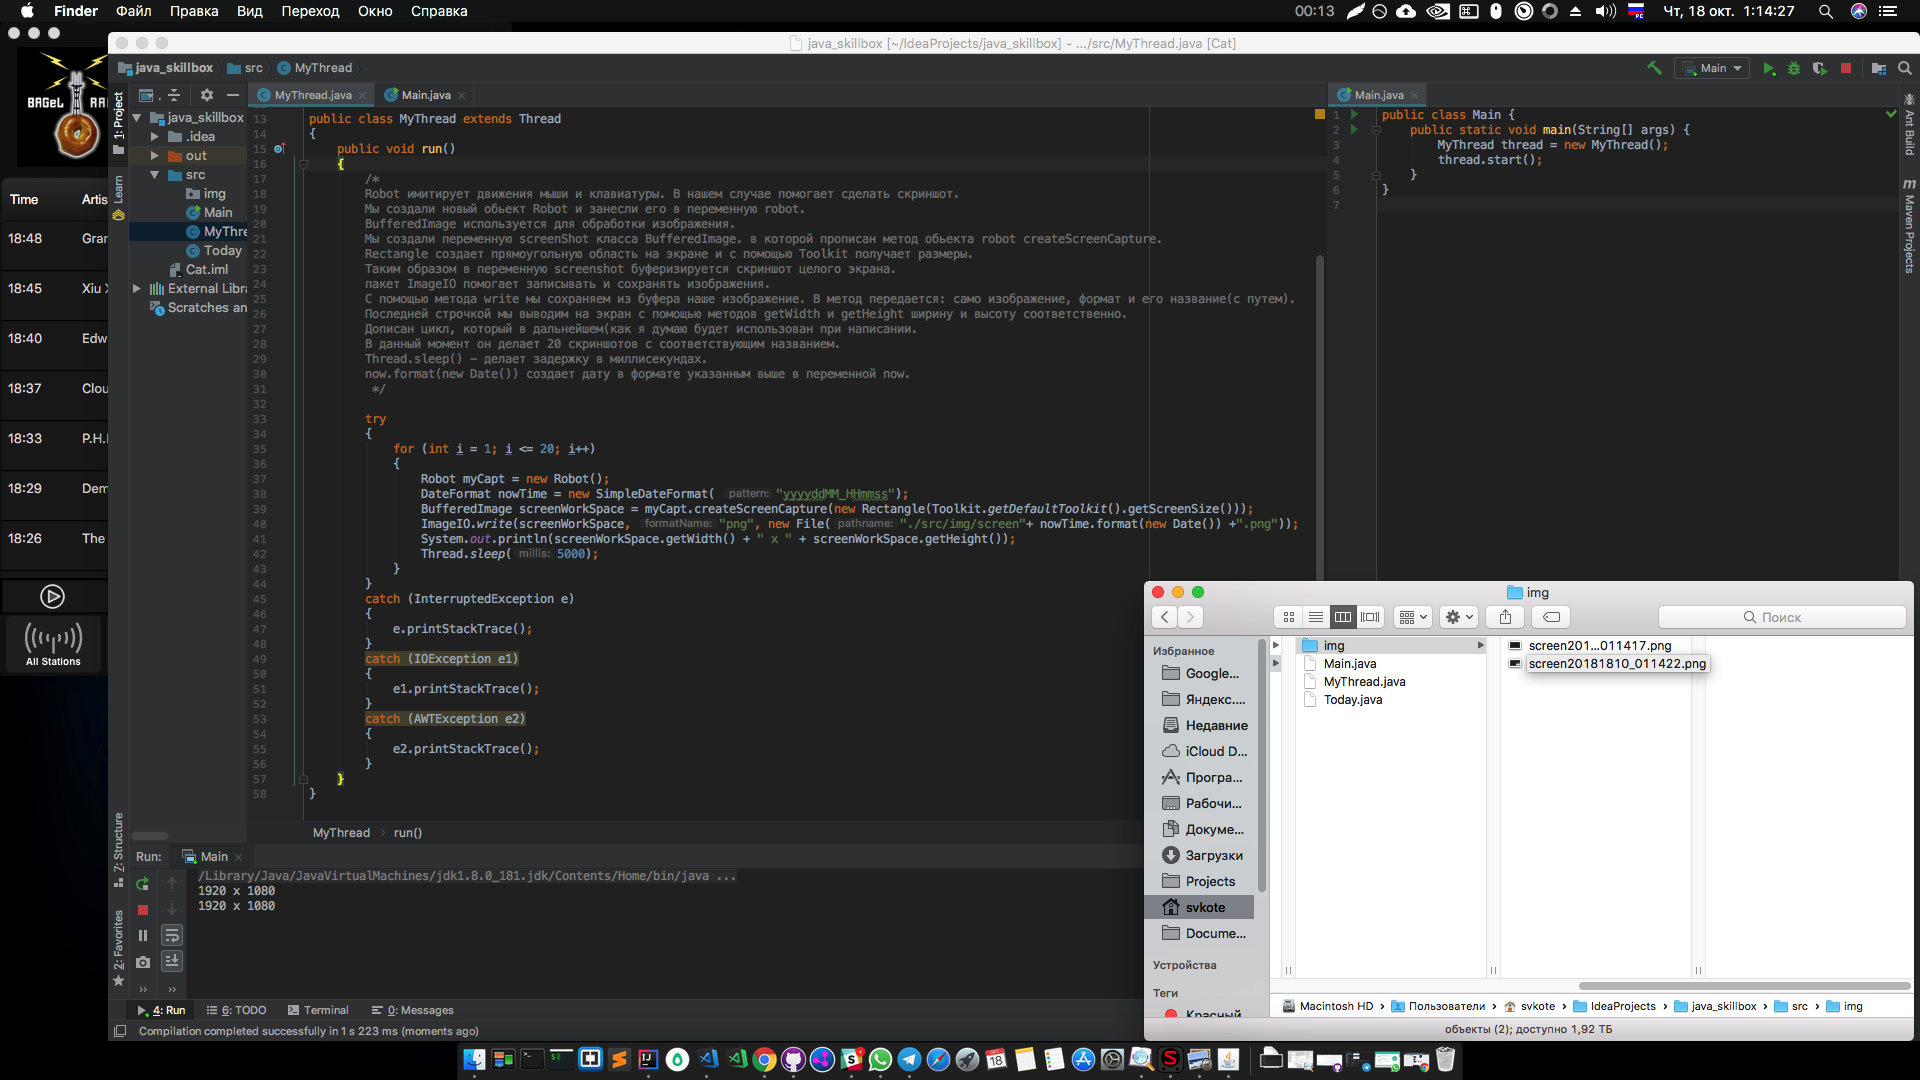 Finder Файл Правка Вид Переход Окно Справка
00:13 Чт, 18 окт. 1:14:27
java_skillbox [~/IdeaProjects/java_skillbox] - .../src/MyThread.java [Cat]
java_skillbox src MyThread
Main
BAGeL
Time Artis
18:48 Gran
18:45 Xiu X
18:40 Edw
18:37 Clou
18:33 P.H.
18:29 Dem
18:26 The
All Stations
1: Project
Learn
7: Structure
2: Favorites
java_skillbox
.idea
out
src
img
Main
MyThre
Today
Cat.iml
External Libra
Scratches an
MyThread.java Main.java
13 public class MyThread extends Thread
14 {
15 public void run()
16 {
17 /*
18 Robot имитирует движения мыши и клавиатуры. В нашем случае помогает сделать скриншот.
19 Мы создали новый обьект Robot и занесли его в переменную robot.
20 BufferedImage используется для обработки изображения.
21 Мы создали переменную screenShot класса BufferedImage. в которой прописан метод обьекта robot createScreenCapture.
22 Rectangle создает прямоугольную область на экране и с помощью Toolkit получает размеры.
23 Таким образом в переменную screenshot буферизируется скриншот целого экрана.
24 пакет ImageIO помогает записывать и сохранять изображения.
25 С помощью метода write мы сохраняем из буфера наше изображение. В метод передается: само изображение, формат и его название(с путем).
26 Последней строчкой мы выводим на экран с помощью методов getWidth и getHeight ширину и высоту соответственно.
27 Дописан цикл, который в дальнейшем(как я думаю будет использован при написании.
28 В данный момент он делает 20 скриншотов с соответствующим названием.
29 Thread.sleep() – делает задержку в миллисекундах.
30 now.format(new Date()) создает дату в формате указанным выше в переменной now.
31 */
32
33 try
34 {
35 for (int i = 1; i <= 20; i++)
36 {
37 Robot myCapt = new Robot();
38 DateFormat nowTime = new SimpleDateFormat( pattern: "yyyyddMM_HHmmss");
39 BufferedImage screenWorkSpace = myCapt.createScreenCapture(new Rectangle(Toolkit.getDefaultToolkit().getScreenSize()));
40 ImageIO.write(screenWorkSpace, formatName: "png", new File( pathname: "./src/img/screen"+ nowTime.format(new Date()) +".png"));
41 System.out.println(screenWorkSpace.getWidth() + " x " + screenWorkSpace.getHeight());
42 Thread.sleep( millis: 5000);
43 }
44 }
45 catch (InterruptedException e)
46 {
47 e.printStackTrace();
48 }
49 catch (IOException e1)
50 {
51 e1.printStackTrace();
52 }
53 catch (AWTException e2)
54 {
55 e2.printStackTrace();
56 }
57 }
58 }
MyThread run()
Main.java
1 public class Main {
2 public static void main(String[] args) {
3 MyThread thread = new MyThread();
4 thread.start();
5 }
6 }
7
Ant Build
Maven Projects
Run: Main
/Library/Java/JavaVirtualMachines/jdk1.8.0_181.jdk/Contents/Home/bin/java ...
1920 x 1080
1920 x 1080
4: Run 6: TODO Terminal 0: Messages
Compilation completed successfully in 1 s 223 ms (moments ago)
img
Поиск
Избранное
Google...
Яндекс....
Недавние
iCloud D...
Програ...
Рабочи...
Докуме...
Загрузки
Projects
svkote
Docume...
Устройства
Теги
Красный
img
Main.java
MyThread.java
Today.java
screen201...011417.png
screen20181810_011422.png
Macintosh HD › Пользователи › svkote › IdeaProjects › java_skillbox › src › img
объекты (2); доступно 1,92 ТБ
18